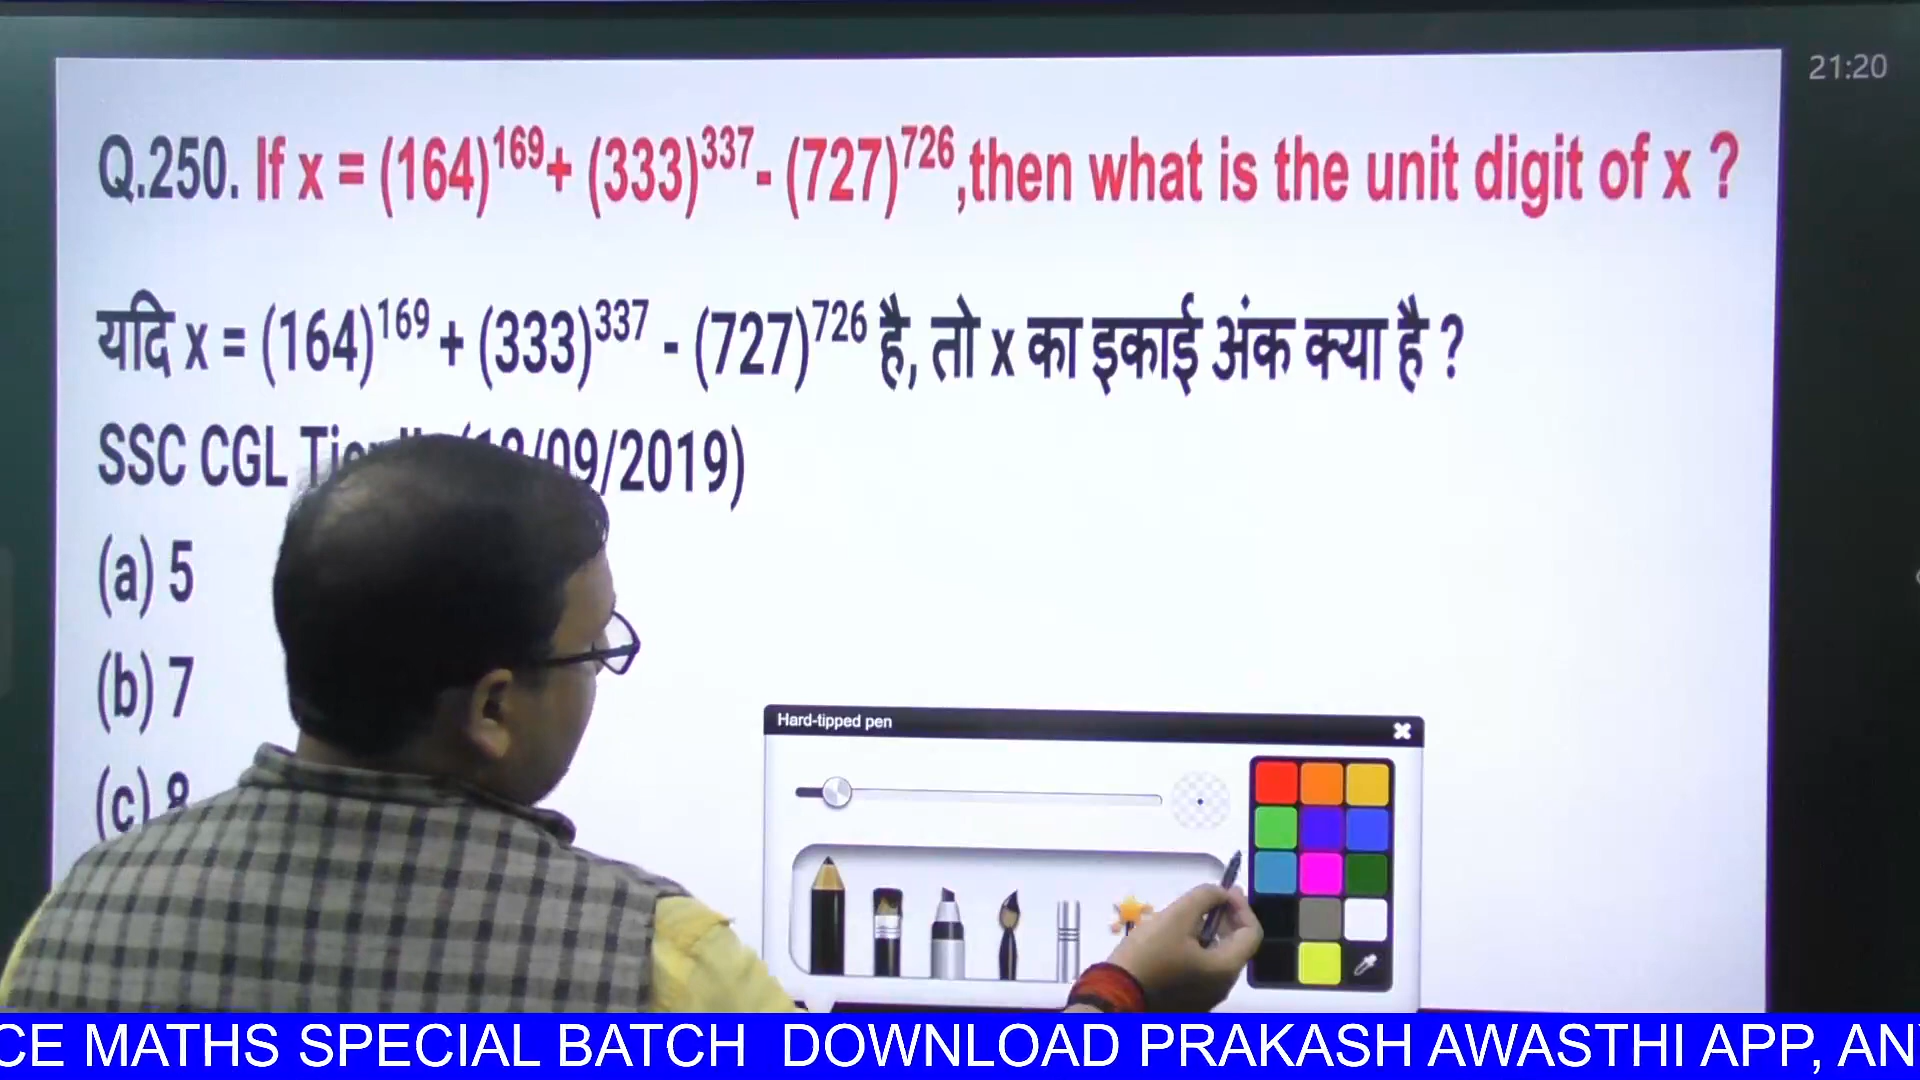 21:20
Q.250. If x = (164)¹⁶⁹+ (333)³³⁷- (727)⁷²⁶,then what is the unit digit of x ?
यदि x = (164)¹⁶⁹ + (333)³³⁷ - (727)⁷²⁶ है, तो x का इकाई अंक क्या है ?
SSC CGL /09/2019)
(a) 5
(b) 7
(c) 8
Hard-tipped pen
CE MATHS SPECIAL BATCH DOWNLOAD PRAKASH AWASTHI APP, AN